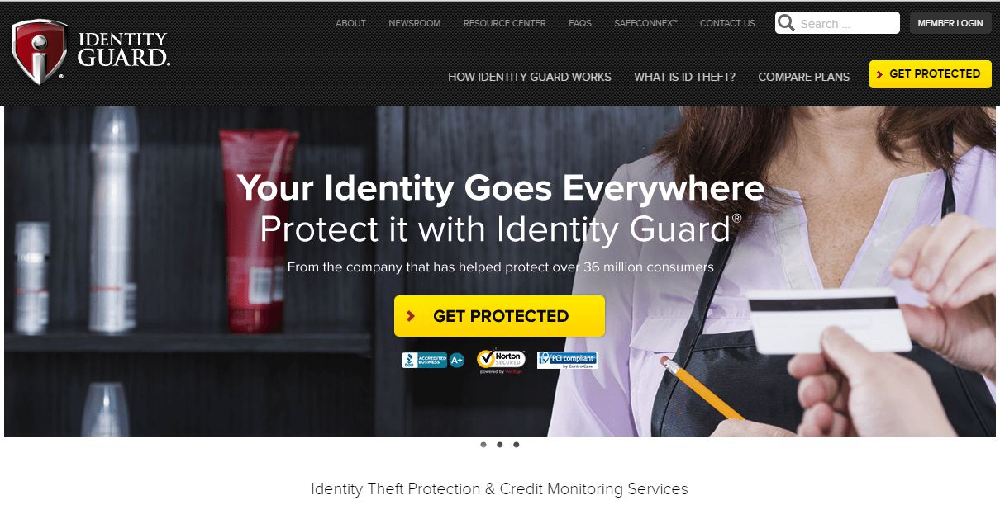 ABOUT NEWSROOM RESOURCE CENTER FAQS SAFECONNEX™ CONTACT US Search ... MEMBER LOGIN
IDENTITY
GUARD.
®
HOW IDENTITY GUARD WORKS WHAT IS ID THEFT? COMPARE PLANS GET PROTECTED
Your Identity Goes Everywhere
Protect it with Identity Guard®
From the company that has helped protect over 36 million consumers
GET PROTECTED
BBB ACCREDITED BUSINESS A+
Norton
SECURED
powered by VeriSign
PCI compliant
by ControlCase
Identity Theft Protection & Credit Monitoring Services